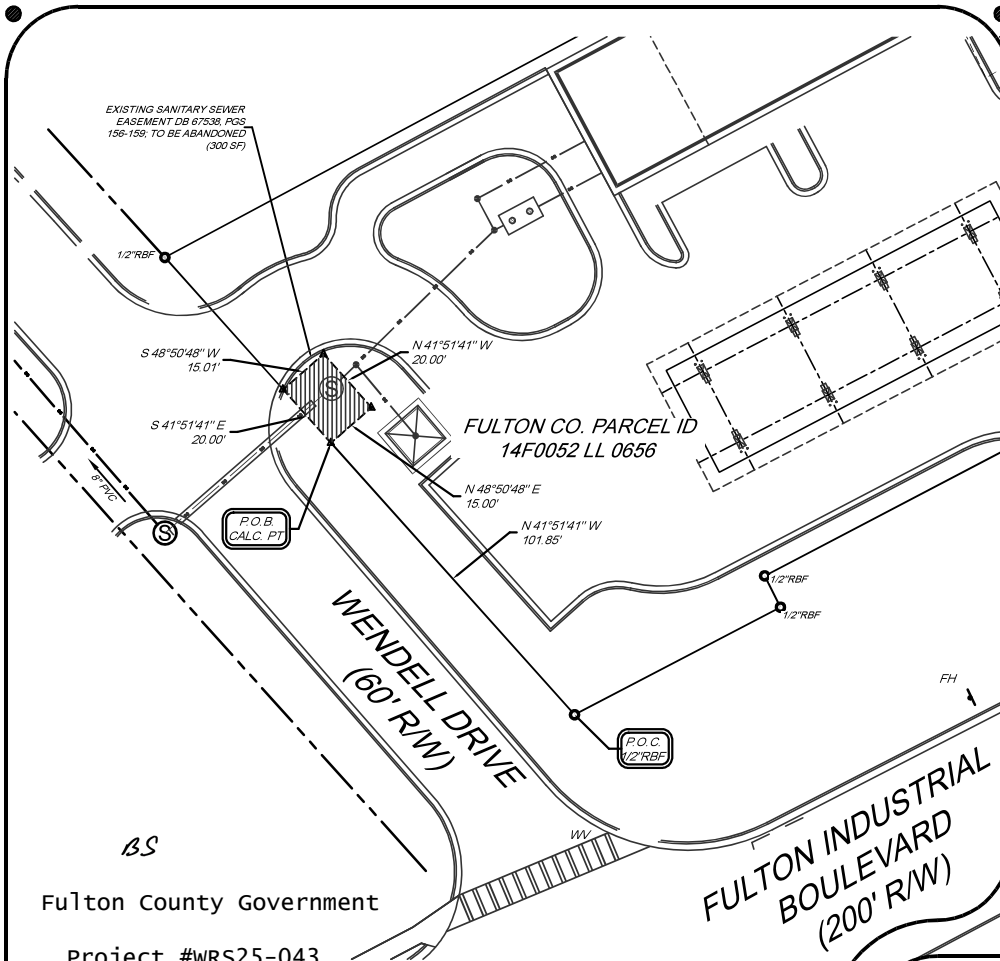 EXISTING SANITARY SEWER
EASEMENT DB 67538, PGS
156-159; TO BE ABANDONED
(300 SF)
1/2"RBF
S 48°50'48" W
15.01'
N 41°51'41" W
20.00'
S
S 41°51'41" E
20.00'
FULTON CO. PARCEL ID
14F0052 LL 0656
8" PVC
N 48°50'48" E
15.00'
P.O.B.
CALC. PT
S
N 41°51'41" W
101.85'
1/2"RBF
1/2"RBF
WENDELL DRIVE
(60' R/W)
FH
P.O.C.
1/2"RBF
FULTON INDUSTRIAL
BOULEVARD
(200' R/W)
WV
BS
Fulton County Government
Project #WRS25-043